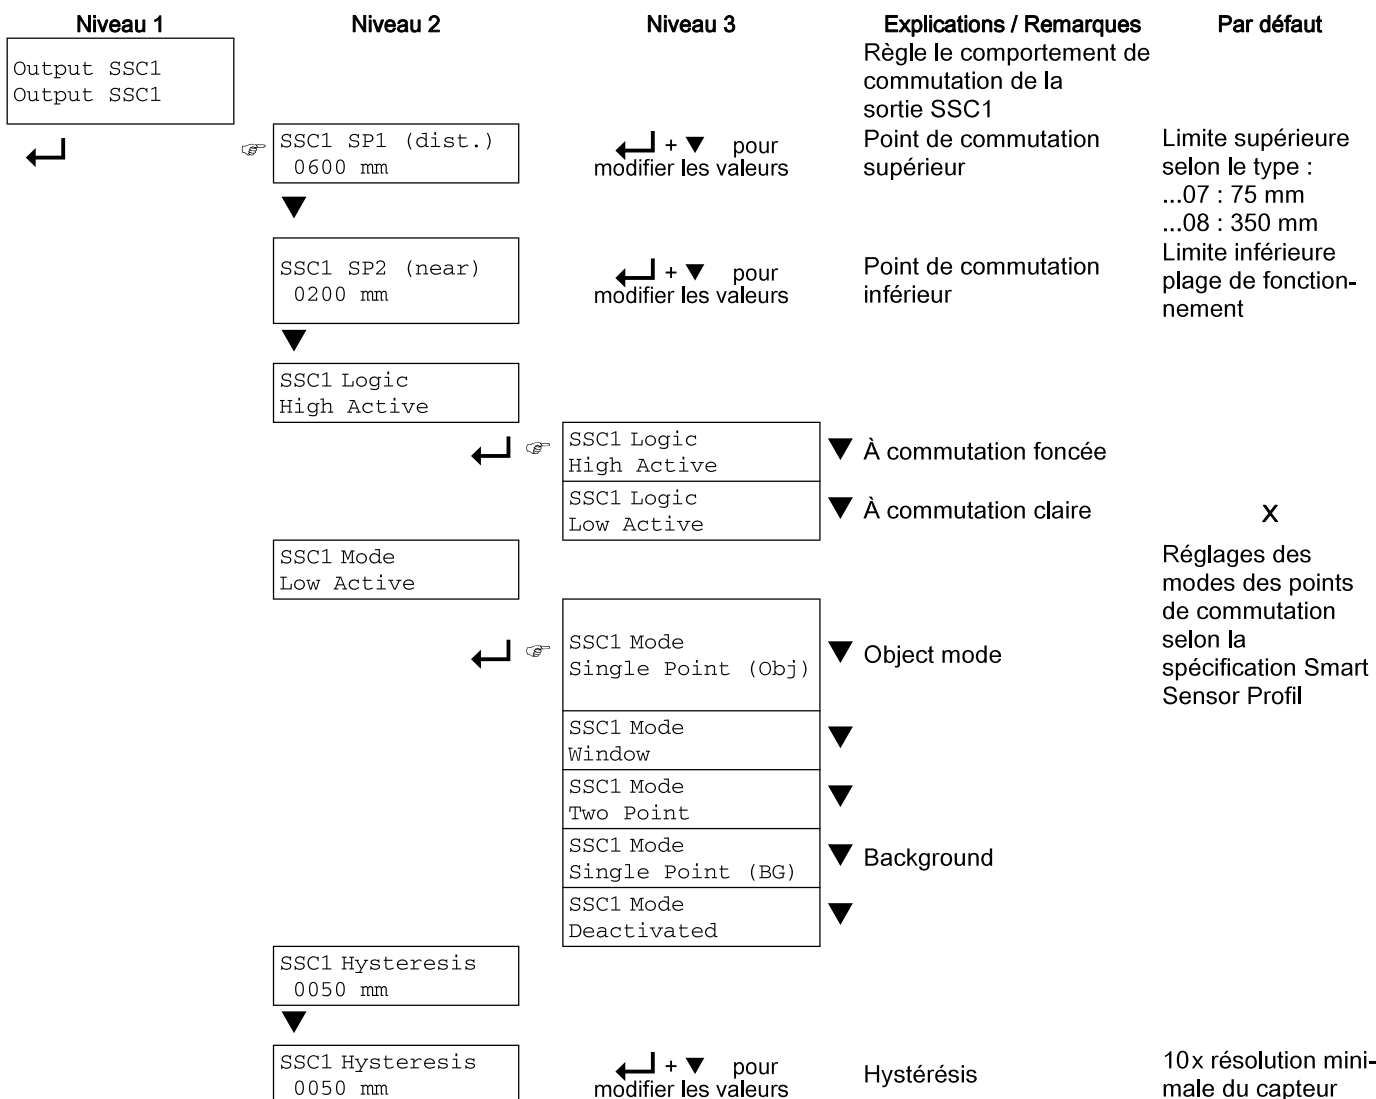 Niveau 1 Niveau 2 Niveau 3 Explications / Remarques Par défaut
Output SSC1
Output SSC1
Règle le comportement de
commutation de la
sortie SSC1
SSC1 SP1 (dist.)
0600 mm
+ ▼ pour
modifier les valeurs
Point de commutation
supérieur
Limite supérieure
selon le type :
...07 : 75 mm
...08 : 350 mm
SSC1 SP2 (near)
0200 mm
+ ▼ pour
modifier les valeurs
Point de commutation
inférieur
Limite inférieure
plage de fonction-
nement
SSC1 Logic
High Active
SSC1 Logic
High Active
À commutation foncée
SSC1 Logic
Low Active
À commutation claire
x
SSC1 Mode
Low Active
Réglages des
modes des points
de commutation
selon la
spécification Smart
Sensor Profil
SSC1 Mode
Single Point (Obj)
Object mode
SSC1 Mode
Window
SSC1 Mode
Two Point
SSC1 Mode
Single Point (BG)
Background
SSC1 Mode
Deactivated
SSC1 Hysteresis
0050 mm
SSC1 Hysteresis
0050 mm
+ ▼ pour
modifier les valeurs
Hystérésis
10x résolution mini-
male du capteur